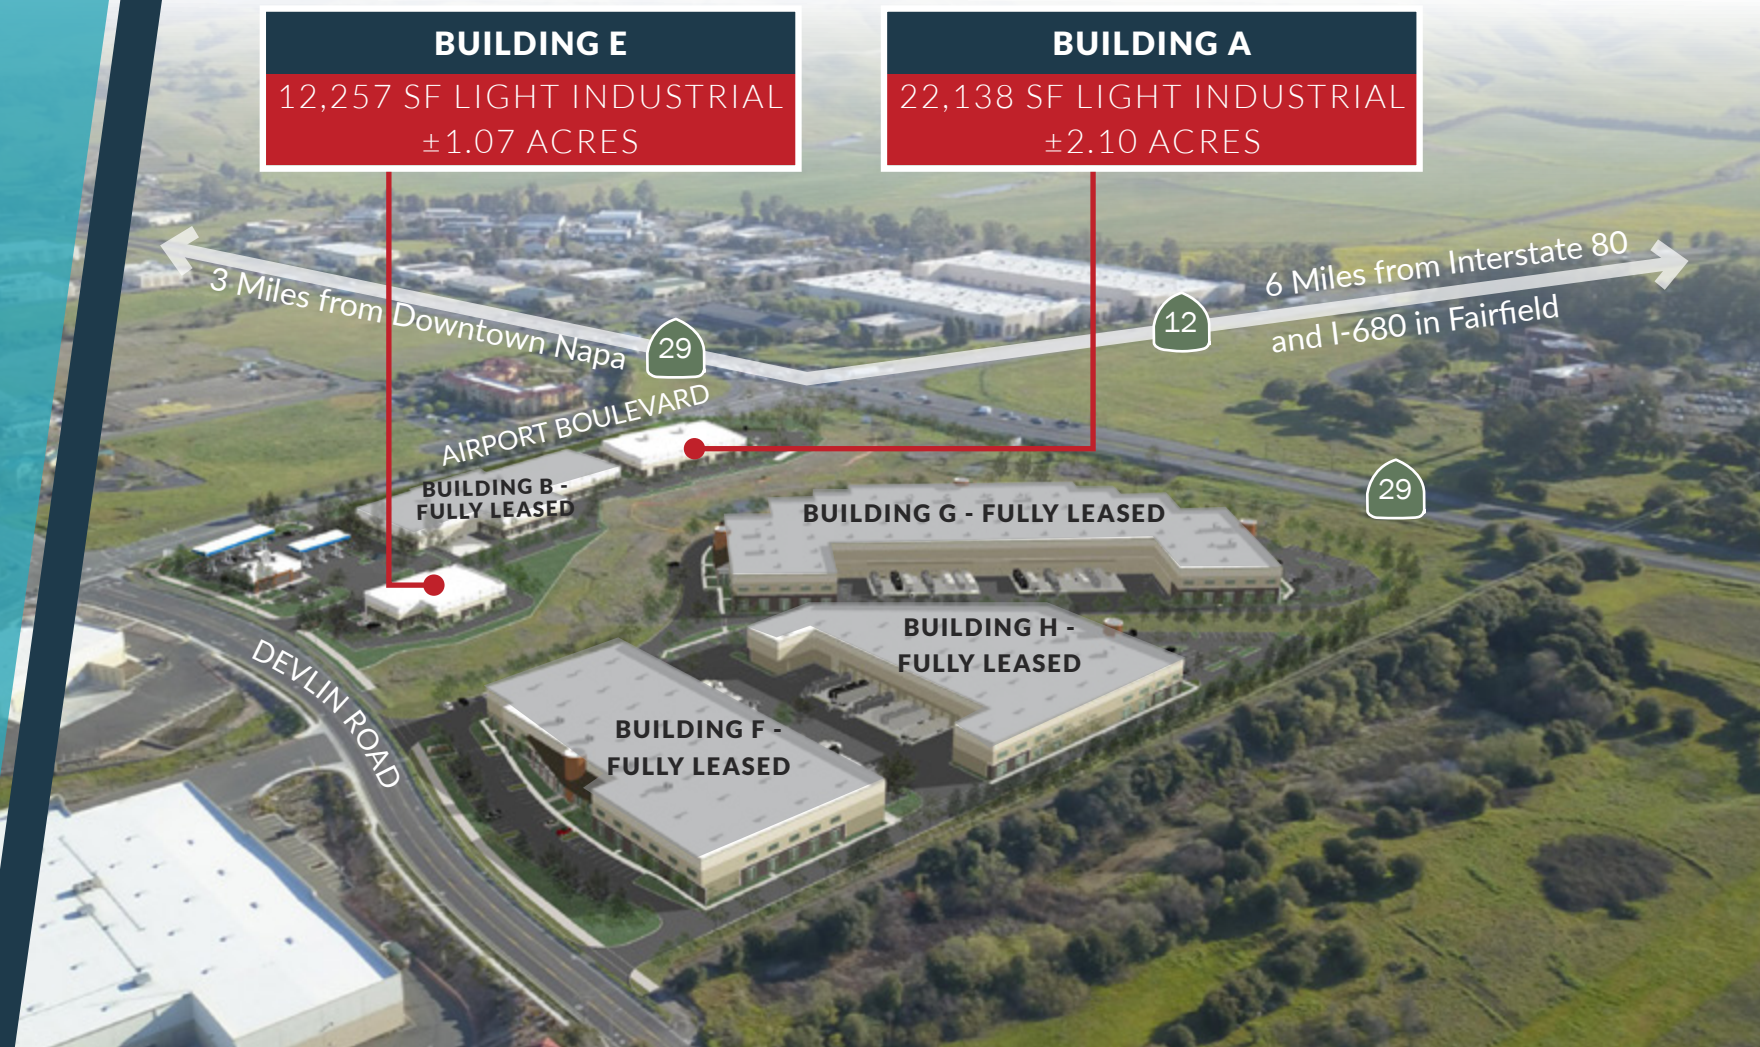 BUILDING E
12,257 SF LIGHT INDUSTRIAL
±1.07 ACRES
BUILDING A
22,138 SF LIGHT INDUSTRIAL
±2.10 ACRES
3 Miles from Downtown Napa
29
12
6 Miles from Interstate 80
and I-680 in Fairfield
AIRPORT BOULEVARD
29
BUILDING B -
FULLY LEASED
BUILDING G - FULLY LEASED
BUILDING H -
FULLY LEASED
DEVLIN ROAD
BUILDING F -
FULLY LEASED